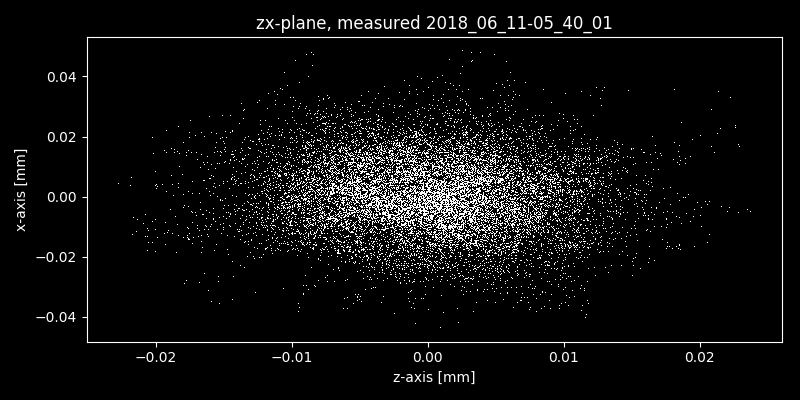 zx-plane, measured 2018_06_11-05_40_01
0.04
0.02
0.00
−0.02
−0.04
x-axis [mm]
−0.02 −0.01 0.00 0.01 0.02
z-axis [mm]